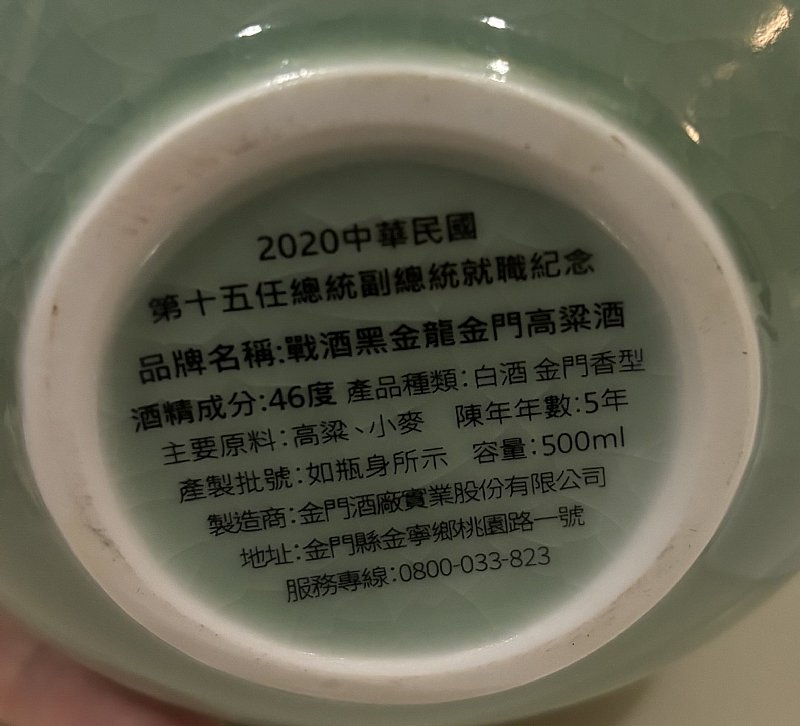 2020中華民國
第十五任總統副總統就職紀念
品牌名稱:戰酒黑金龍金門高粱酒
酒精成分:46度 產品種類:白酒 金門香型
主要原料:高粱、小麥 陳年年數:5年
產製批號:如瓶身所示 容量:500ml
製造商:金門酒廠實業股份有限公司
地址:金門縣金寧鄉桃園路一號
服務專線:0800-033-823